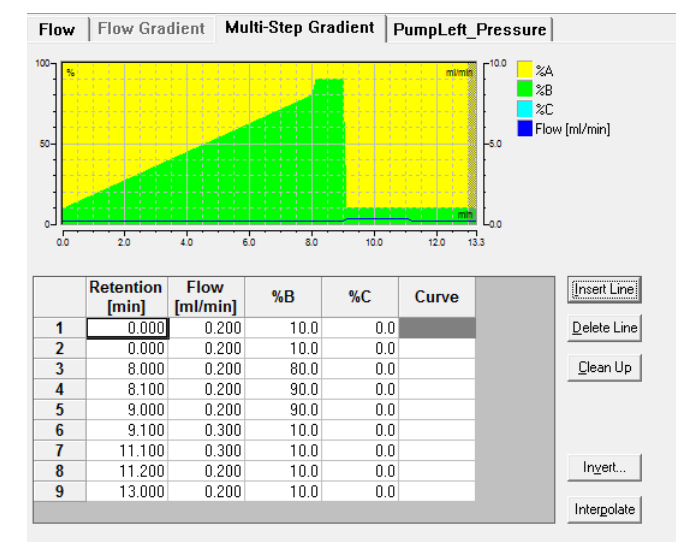 Flow Flow Gradient Multi-Step Gradient PumpLeft_Pressure
100 % ml/min 10.0
50 5.0
0 min 0.0
0.0 2.0 4.0 6.0 8.0 10.0 12.0 13.3
%A
%B
%C
Flow [ml/min]
Retention [min] Flow [ml/min] %B %C Curve
1 0.000 0.200 10.0 0.0
2 0.000 0.200 10.0 0.0
3 8.000 0.200 80.0 0.0
4 8.100 0.200 90.0 0.0
5 9.000 0.200 90.0 0.0
6 9.100 0.300 10.0 0.0
7 11.100 0.300 10.0 0.0
8 11.200 0.200 10.0 0.0
9 13.000 0.200 10.0 0.0
Insert Line
Delete Line
Clean Up
Invert...
Interpolate